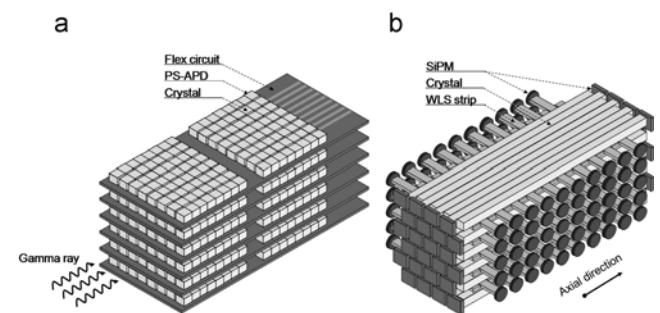 a
Flex circuit
PS-APD
Crystal
Gamma ray
b
SiPM
Crystal
WLS strip
Axial direction